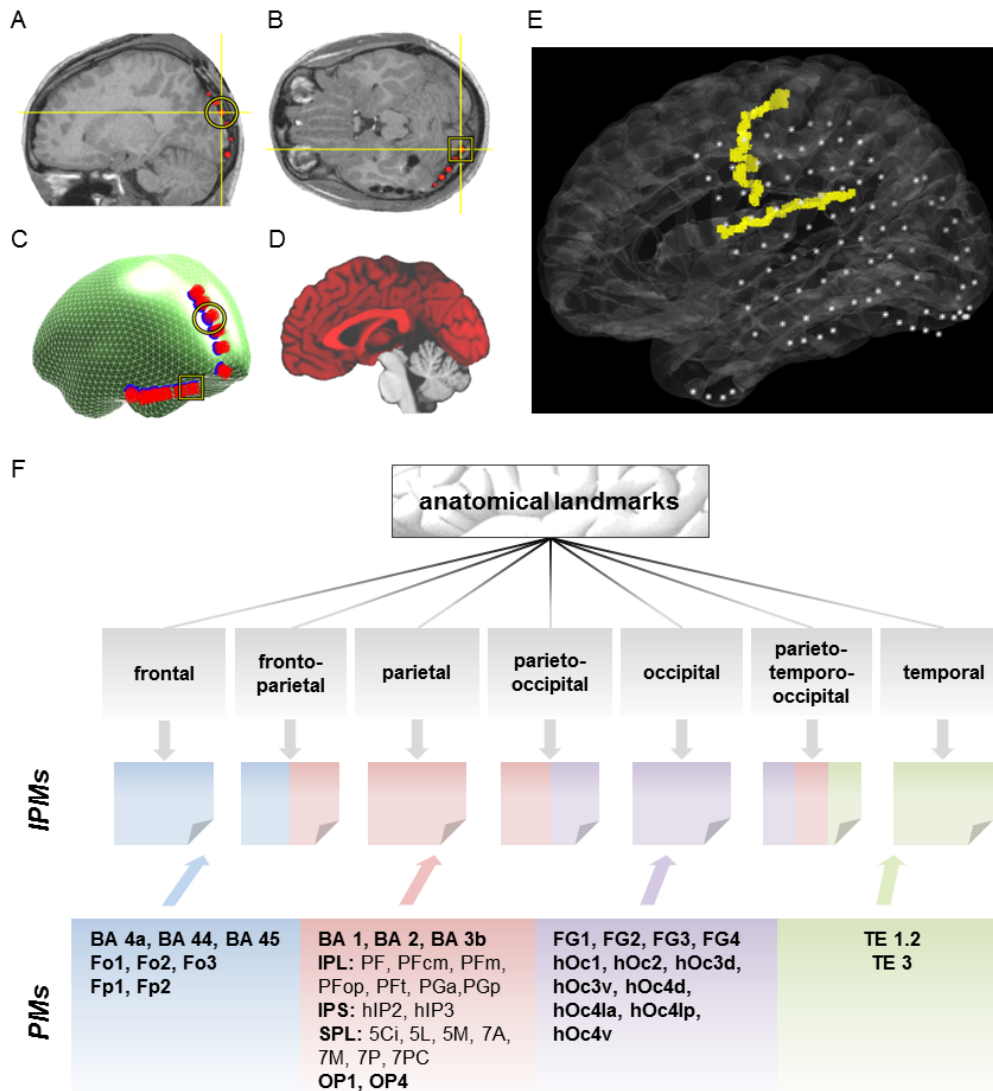 A
B
E
C
D
F
anatomical landmarks
frontal
fronto-
parietal
parietal
parieto-
occipital
occipital
parieto-
temporo-
occipital
temporal
IPMs
PMs
BA 4a, BA 44, BA 45
Fo1, Fo2, Fo3
Fp1, Fp2
BA 1, BA 2, BA 3b
IPL: PF, PFcm, PFm,
PFop, PFt, PGa,PGp
IPS: hIP2, hIP3
SPL: 5Ci, 5L, 5M, 7A,
7M, 7P, 7PC
OP1, OP4
FG1, FG2, FG3, FG4
hOc1, hOc2, hOc3d,
hOc3v, hOc4d,
hOc4la, hOc4lp,
hOc4v
TE 1.2
TE 3